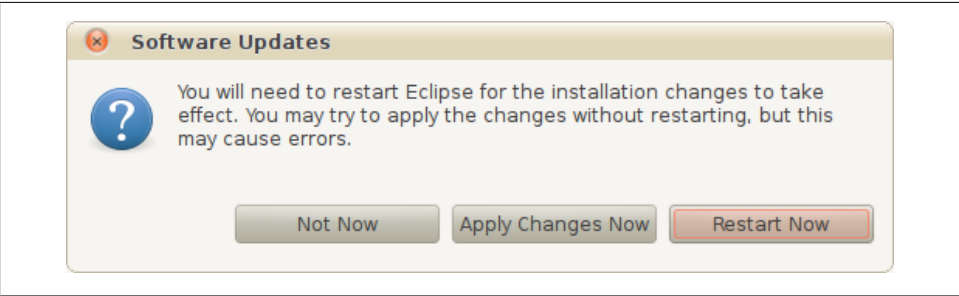 Software Updates
You will need to restart Eclipse for the installation changes to take
effect. You may try to apply the changes without restarting, but this
may cause errors.
Not Now
Apply Changes Now
Restart Now